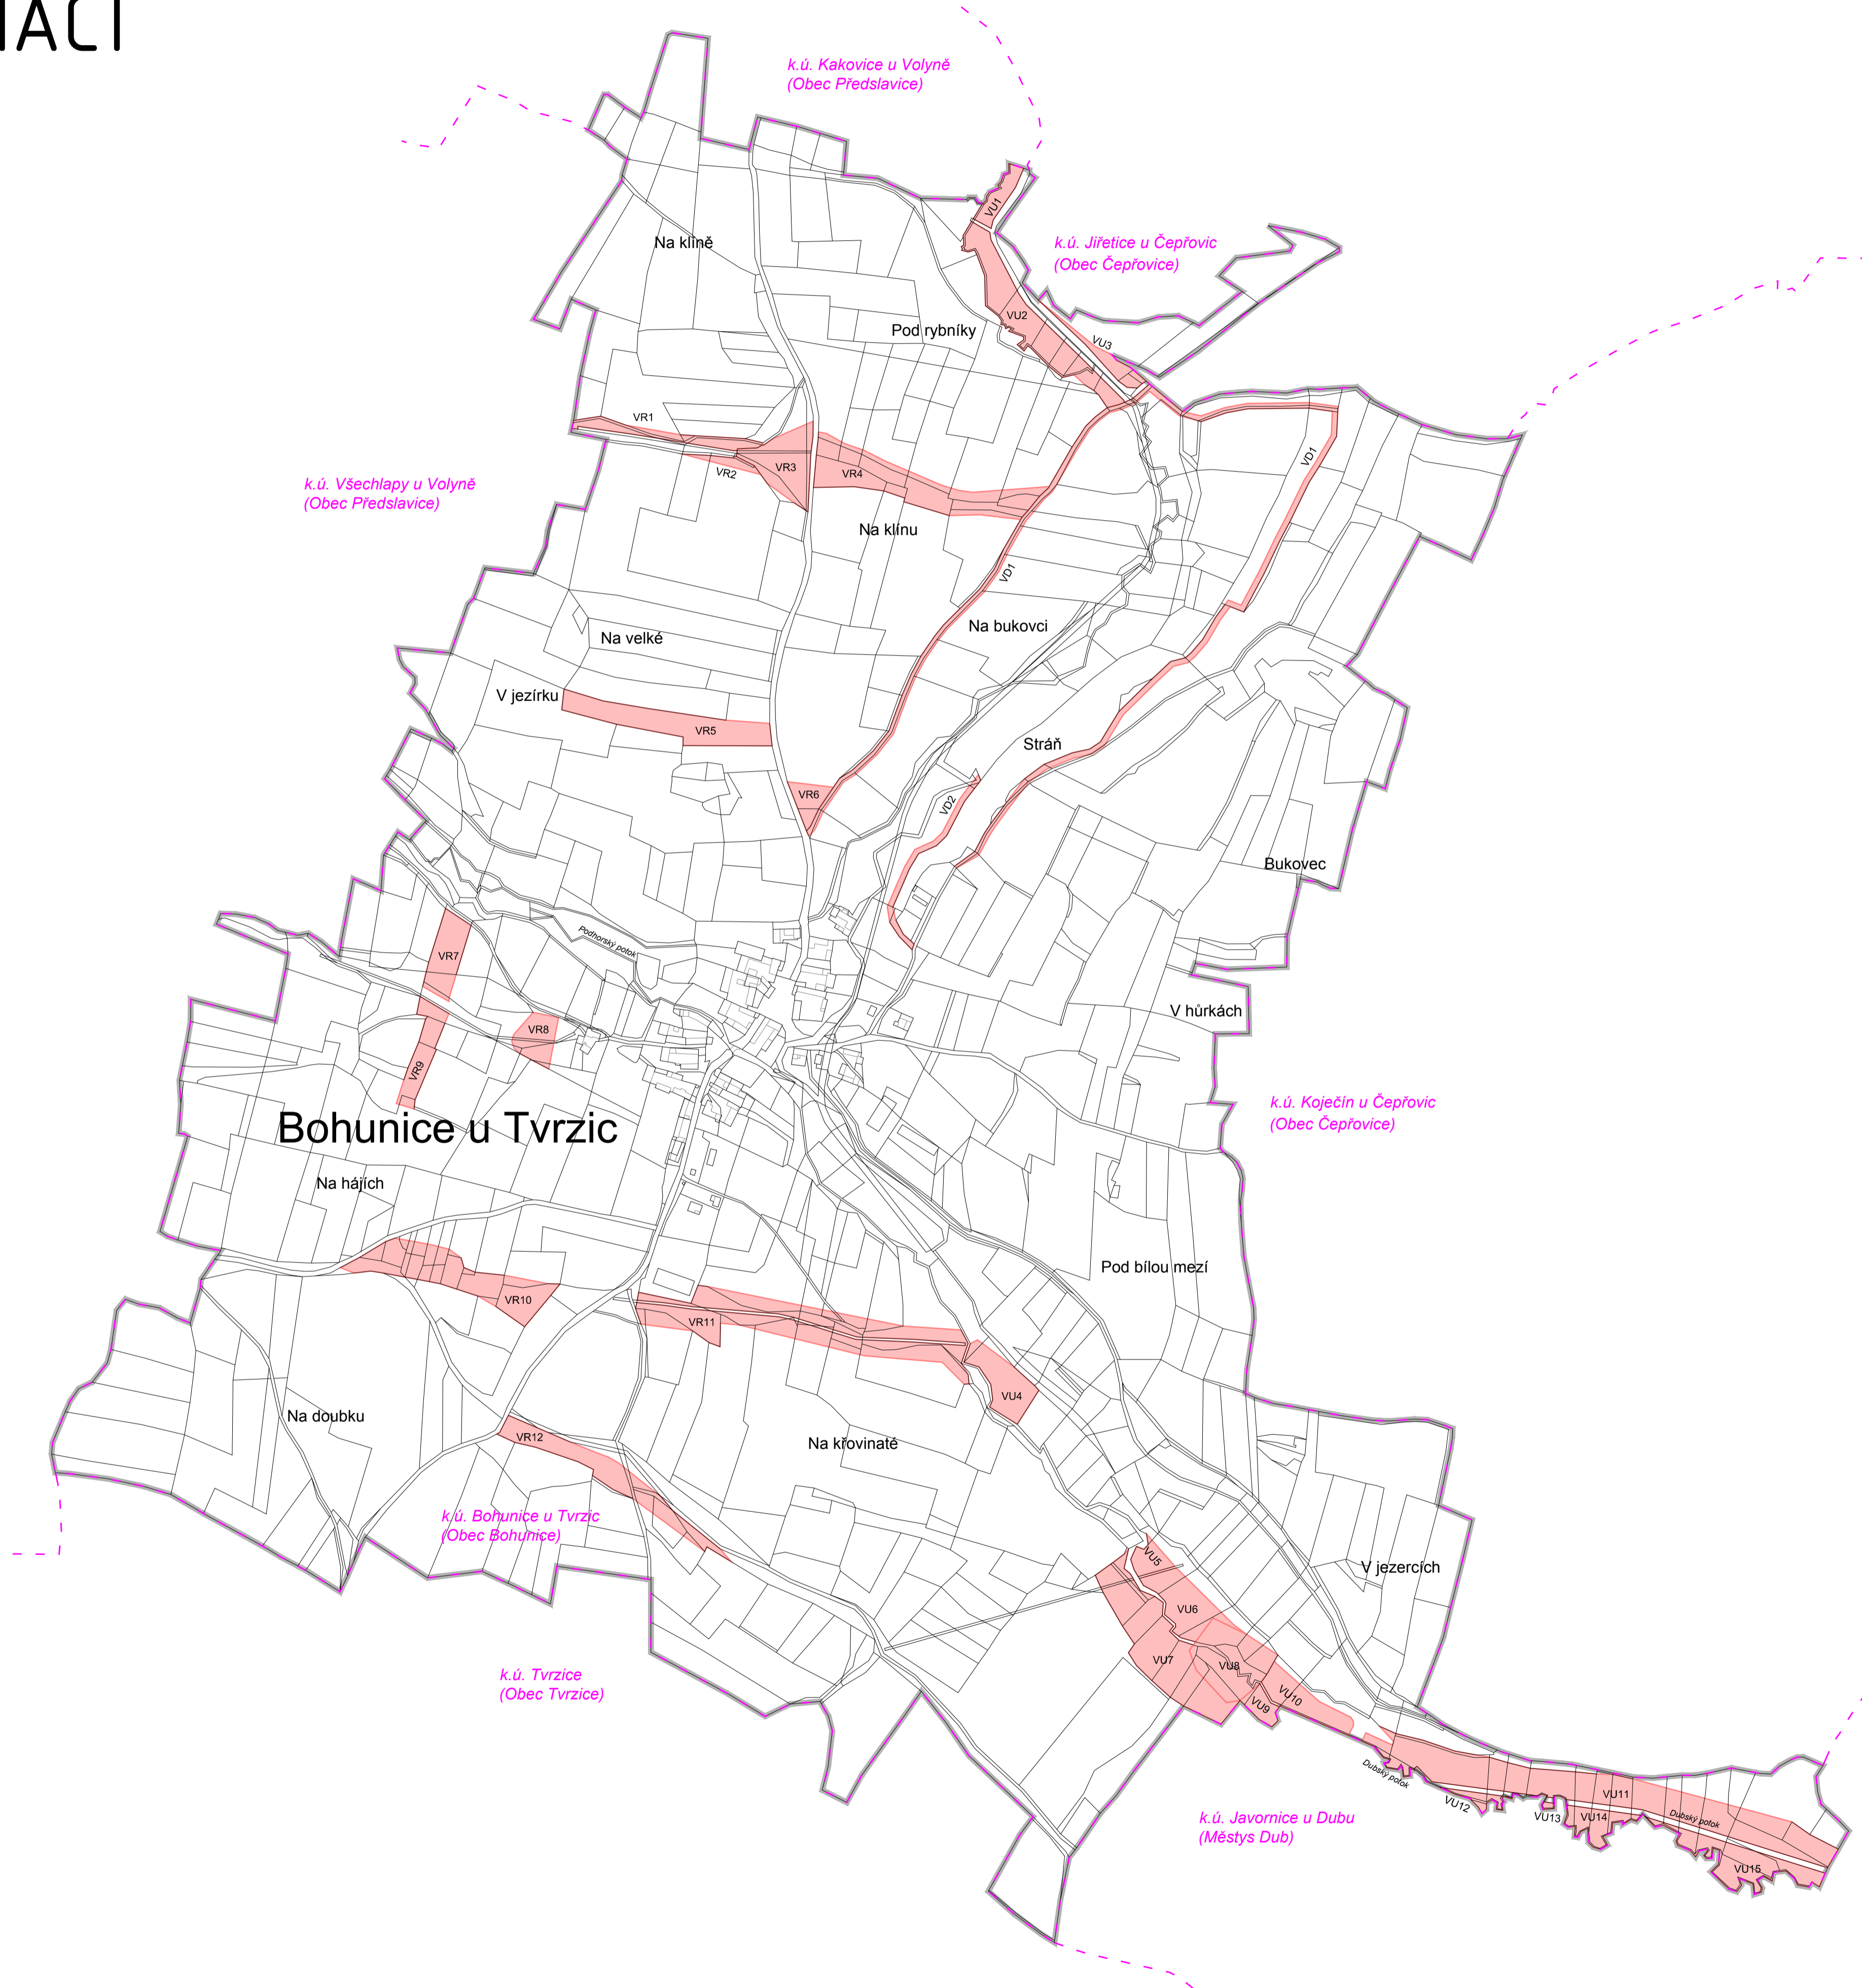 k.ú. Kakovice u Volyně
(Obec Předslavice)
VU1
Na klíně
k.ú. Jiřetice u Čepřovic
(Obec Čepřovice)
VU2
Pod rybníky
VU3
VR1
VR2
VR3
VR4
VD1
k.ú. Všechlapy u Volyně
(Obec Předslavice)
Na klínu
VD1
Na bukovci
Na velké
V jezírku
VR5
Stráň
VR6
VD2
Bukovec
Podhorský potok
VR7
VR8
VR9
V hůrkách
k.ú. Koječín u Čepřovic
(Obec Čepřovice)
Bohunice u Tvrzic
Na hájích
Pod bílou mezí
VR10
VR11
VU4
Na doubku
VR12
Na křovinaté
k.ú. Bohunice u Tvrzic
(Obec Bohunice)
VU5
V jezercích
VU6
VU7
VU8
VU9
VU10
k.ú. Tvrzice
(Obec Tvrzice)
Dubský potok
VU11
VU12
VU13
VU14
Dubský potok
VU15
k.ú. Javornice u Dubu
(Městys Dub)